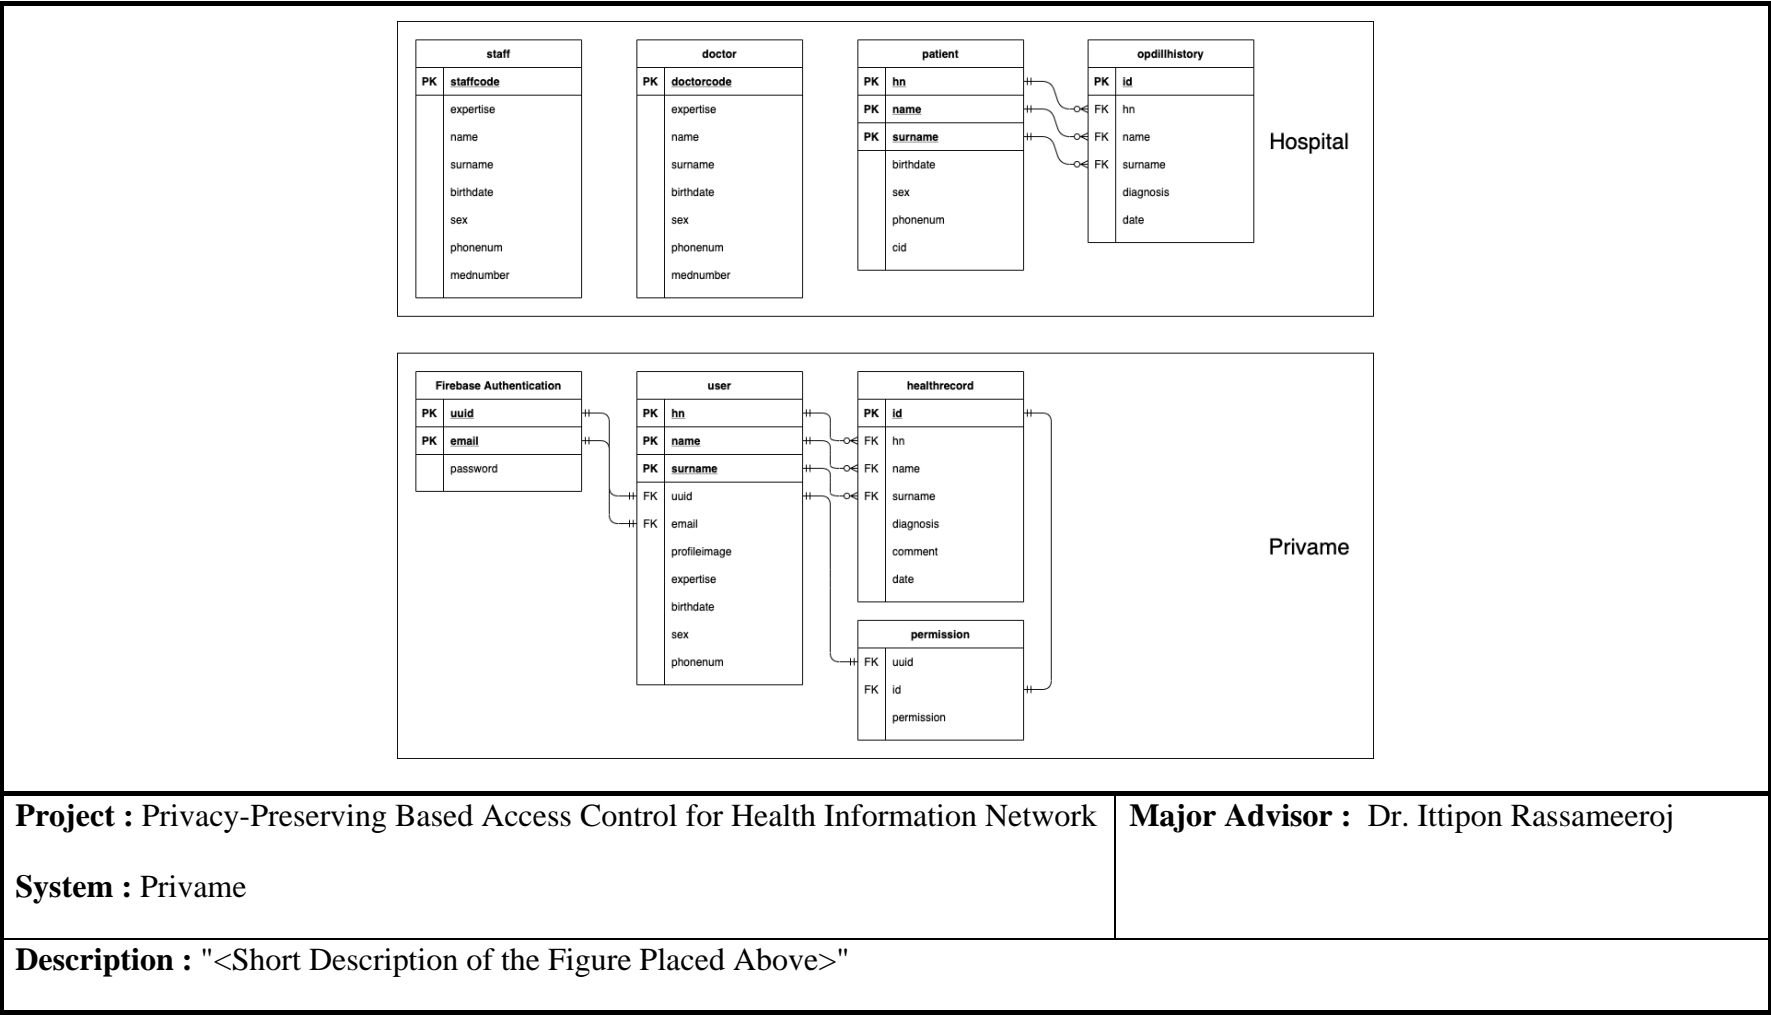 staff
PK staffcode
expertise
name
surname
birthdate
sex
phonenum
mednumber
doctor
PK doctorcode
expertise
name
surname
birthdate
sex
phonenum
mednumber
patient
PK hn
PK name
PK surname
birthdate
sex
phonenum
cid
opdillhistory
PK id
FK hn
FK name
FK surname
diagnosis
date
Hospital
Firebase Authentication
PK uuid
PK email
password
user
PK hn
PK name
PK surname
FK uuid
FK email
profileimage
expertise
birthdate
sex
phonenum
healthrecord
PK id
FK hn
FK name
FK surname
diagnosis
comment
date
permission
FK uuid
FK id
permission
Privame
Project : Privacy-Preserving Based Access Control for Health Information Network
System : Privame
Major Advisor : Dr. Ittipon Rassameeroj
Description : "<Short Description of the Figure Placed Above>"